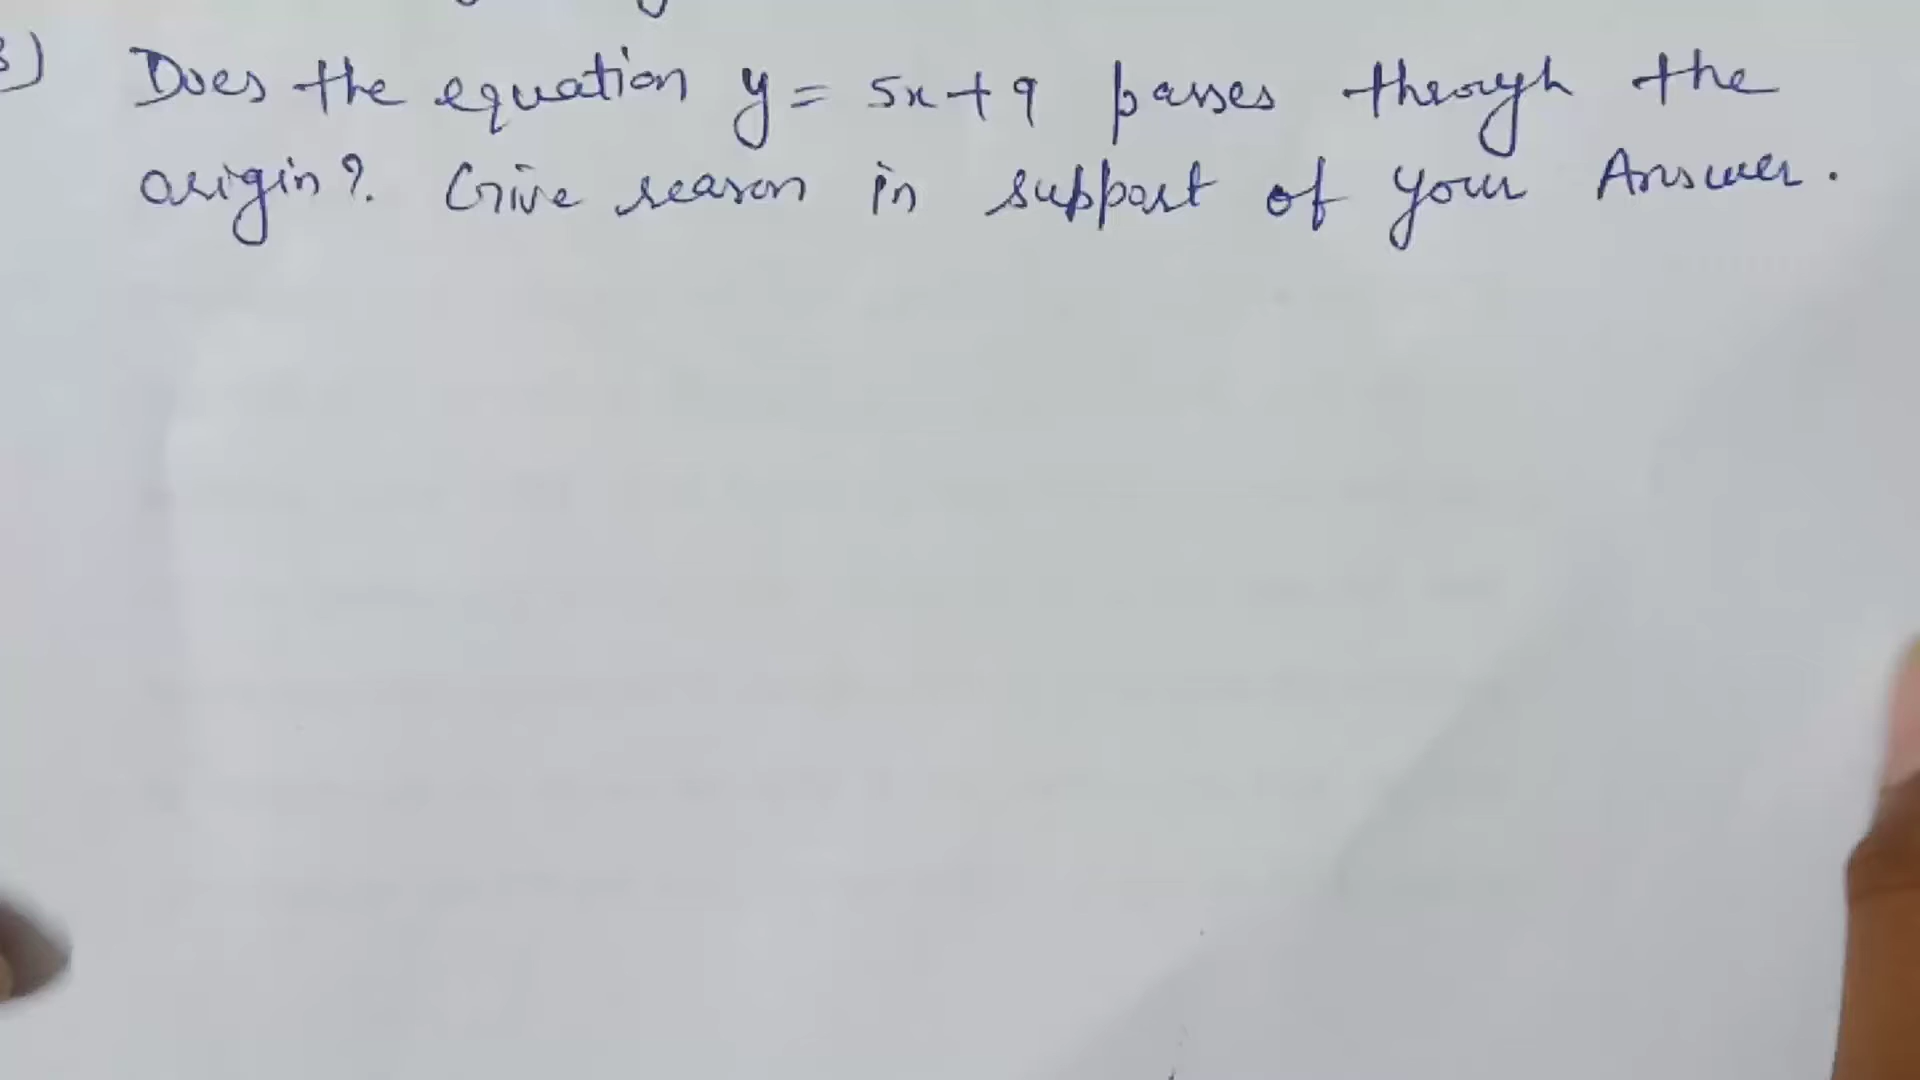 ) Does the equation y = 5x+9 passes through the
origin?. Give reason in support of your Answer.